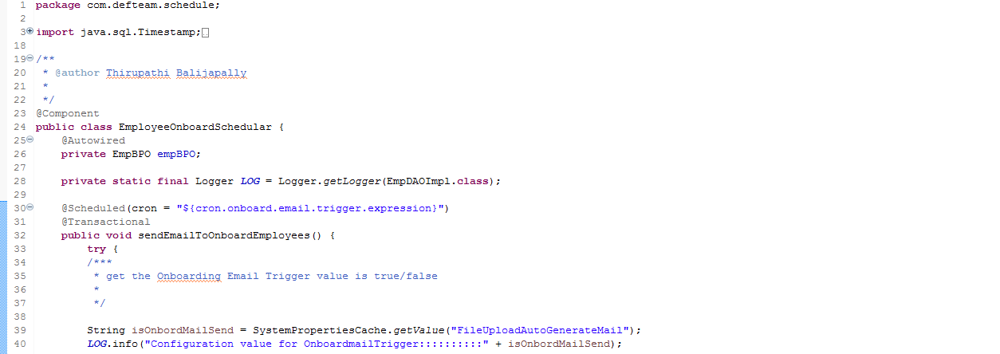 1 package com.defteam.schedule;
2
3 import java.sql.Timestamp;
18
19 /**
20 * @author Thirupathi Balijapally
21 *
22 */
23 @Component
24 public class EmployeeOnboardSchedular {
25 @Autowired
26 private EmpBPO empBPO;
27
28 private static final Logger LOG = Logger.getLogger(EmpDAOImpl.class);
29
30 @Scheduled(cron = "${cron.onboard.email.trigger.expression}")
31 @Transactional
32 public void sendEmailToOnboardEmployees() {
33 try {
34 /***
35 * get the Onboarding Email Trigger value is true/false
36 *
37 */
38
39 String isOnbordMailSend = SystemPropertiesCache.getValue("FileUploadAutoGenerateMail");
40 LOG.info("Configuration value for OnboardmailTrigger::::::::::" + isOnbordMailSend);